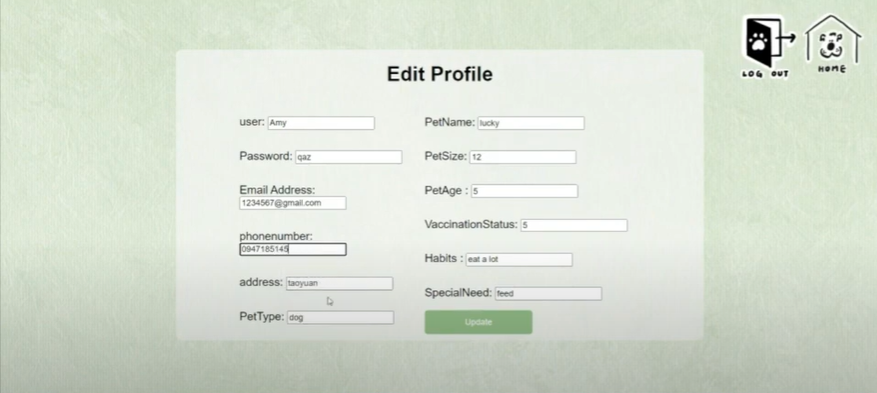 LOG OUT
HOME
Edit Profile
user: Amy
Password: qaz
Email Address:
1234567@gmail.com
phonenumber:
0947185145
address: taoyuan
PetType: dog
PetName: lucky
PetSize: 12
PetAge : 5
VaccinationStatus: 5
Habits : eat a lot
SpecialNeed: feed
Update